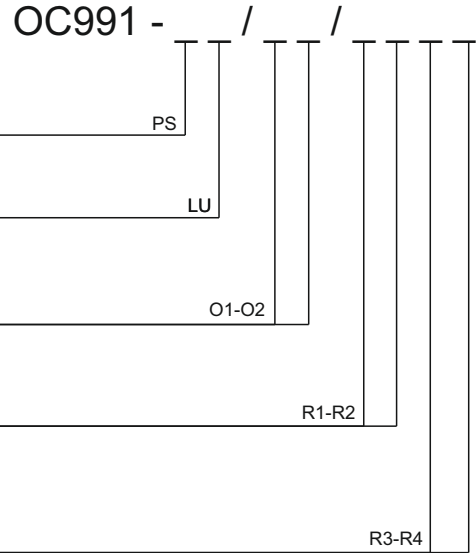 OC991 - _ _ / _ _ / _ _ _ _
PS
LU
O1-O2
R1-R2
R3-R4